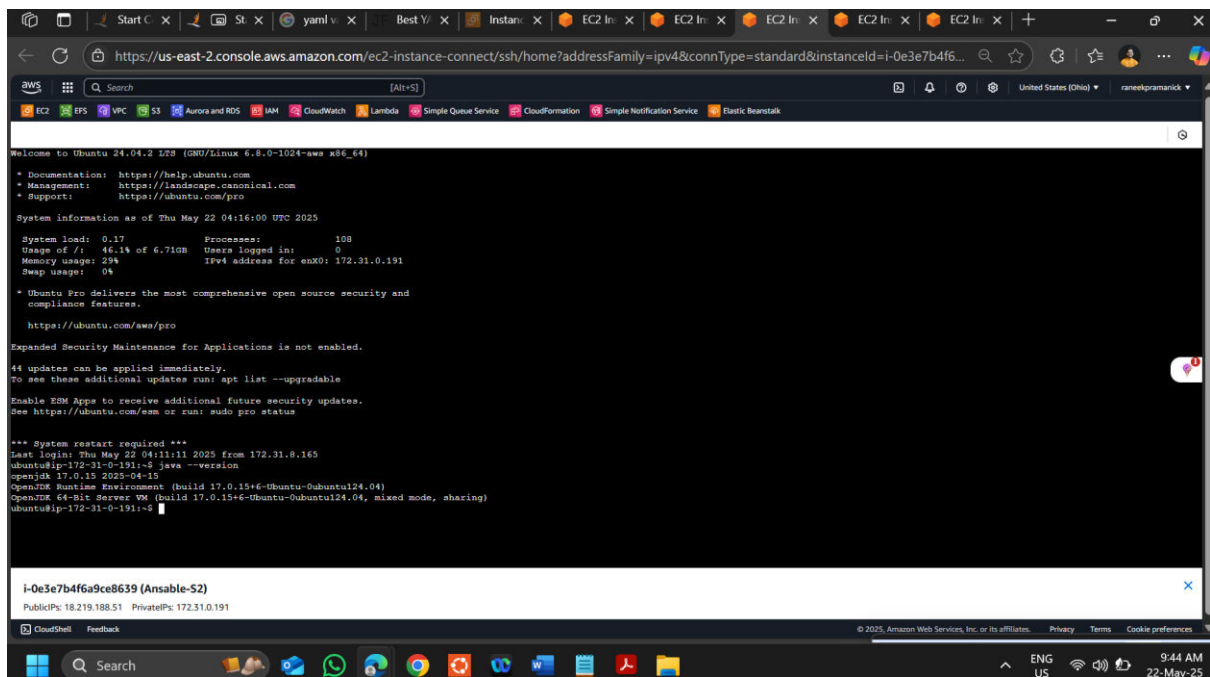 Start C
St
yaml v
Best Y/
Instanc
EC2 In
EC2 In
EC2 In
EC2 In
EC2 In
https://us-east-2.console.aws.amazon.com/ec2-instance-connect/ssh/home?addressFamily=ipv4&connType=standard&instanceId=i-0e3e7b4f6...
aws
Search [Alt+S]
United States (Ohio) raneekpramanick
EC2 EFS VPC S3 Aurora and RDS IAM CloudWatch Lambda Simple Queue Service CloudFormation Simple Notification Service Elastic Beanstalk
Welcome to Ubuntu 24.04.2 LTS (GNU/Linux 6.8.0-1024-aws x86_64)
* Documentation: https://help.ubuntu.com
* Management: https://landscape.canonical.com
* Support: https://ubuntu.com/pro
System information as of Thu May 22 04:16:00 UTC 2025
System load: 0.17 Processes: 108
Usage of /: 46.1% of 6.71GB Users logged in: 0
Memory usage: 29% IPv4 address for enX0: 172.31.0.191
Swap usage: 0%
* Ubuntu Pro delivers the most comprehensive open source security and
compliance features.
https://ubuntu.com/aws/pro
Expanded Security Maintenance for Applications is not enabled.
44 updates can be applied immediately.
To see these additional updates run: apt list --upgradable
Enable ESM Apps to receive additional future security updates.
See https://ubuntu.com/esm or run: sudo pro status
*** System restart required ***
Last login: Thu May 22 04:11:11 2025 from 172.31.8.165
ubuntu@ip-172-31-0-191:~$ java --version
openjdk 17.0.15 2025-04-15
OpenJDK Runtime Environment (build 17.0.15+6-Ubuntu-0ubuntu124.04)
OpenJDK 64-Bit Server VM (build 17.0.15+6-Ubuntu-0ubuntu124.04, mixed mode, sharing)
ubuntu@ip-172-31-0-191:~$
i-0e3e7b4f6a9ce8639 (Ansable-S2)
PublicIPs: 18.219.188.51 PrivateIPs: 172.31.0.191
CloudShell Feedback © 2025, Amazon Web Services, Inc. or its affiliates. Privacy Terms Cookie preferences
Search
ENG
US
9:44 AM
22-May-25